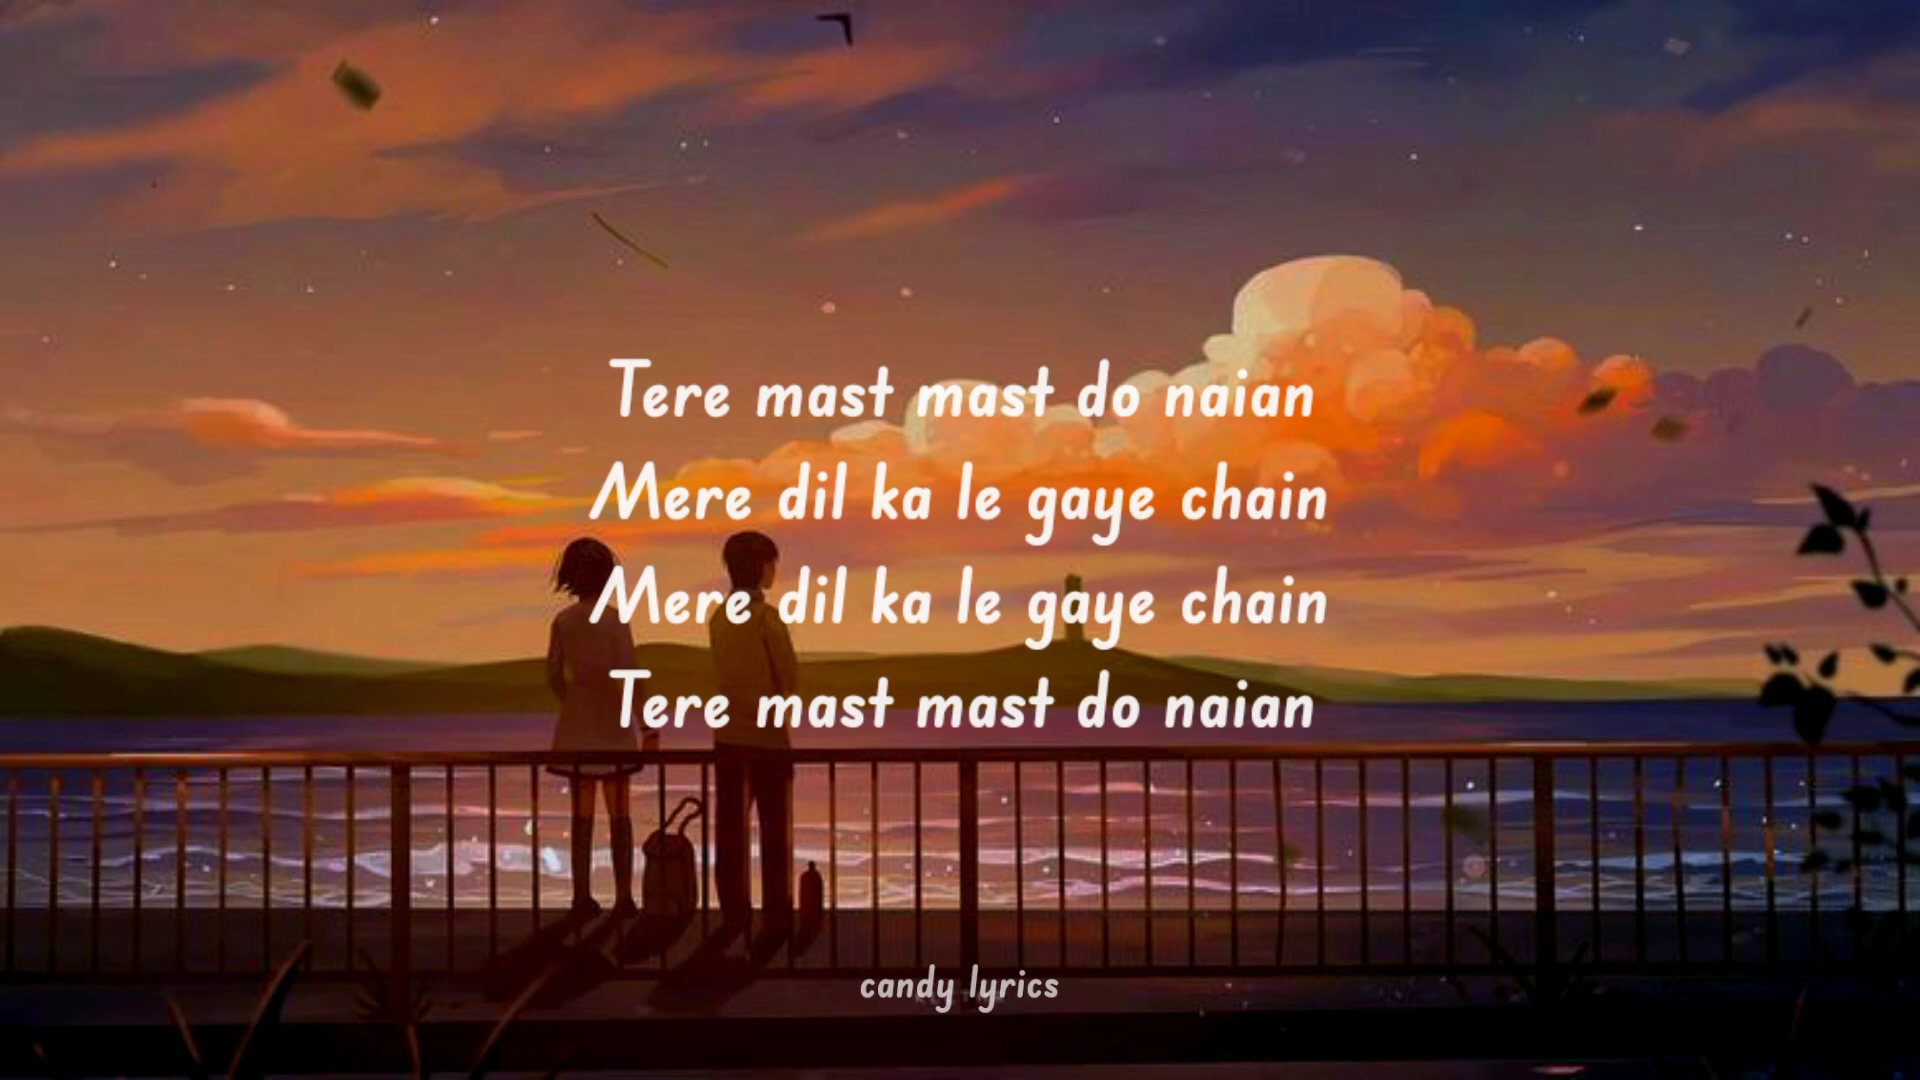 Tere mast mast do naian
Mere dil ka le gaye chain
Mere dil ka le gaye chain
Tere mast mast do naian
candy lyrics